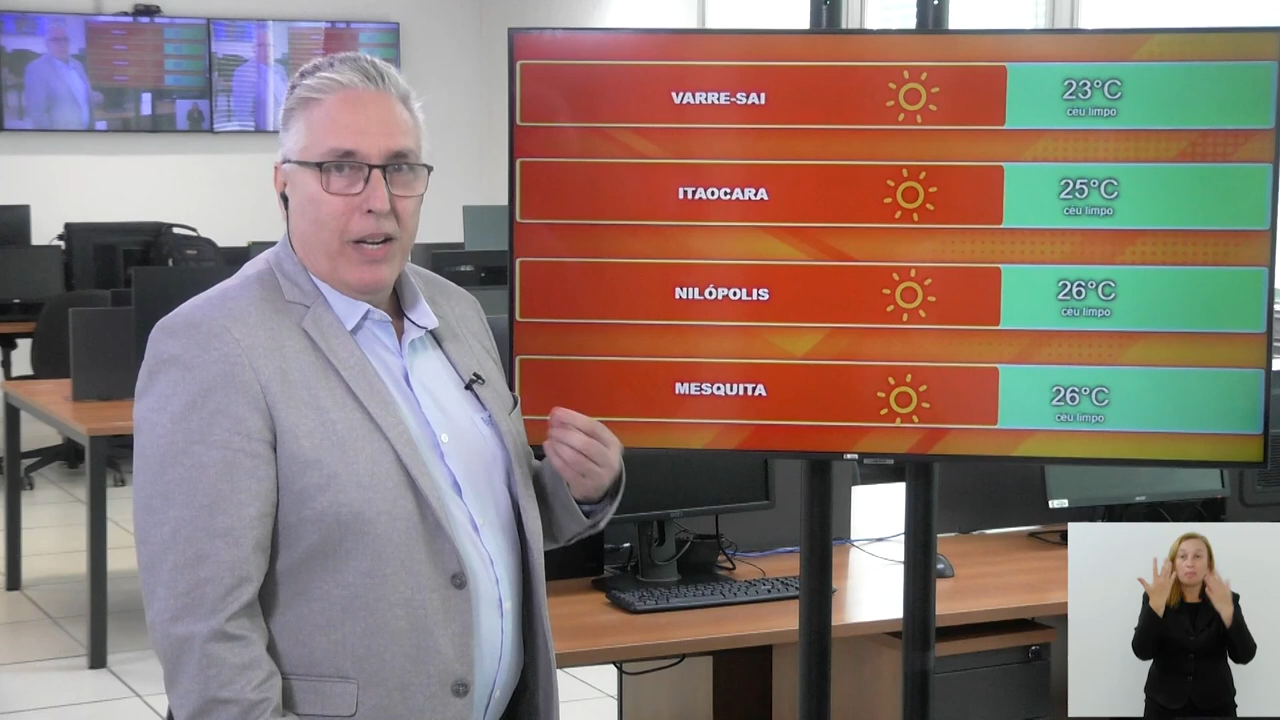 VARRE-SAI
23°C
céu limpo
ITAOCARA
25°C
céu limpo
NILÓPOLIS
26°C
céu limpo
MESQUITA
26°C
céu limpo